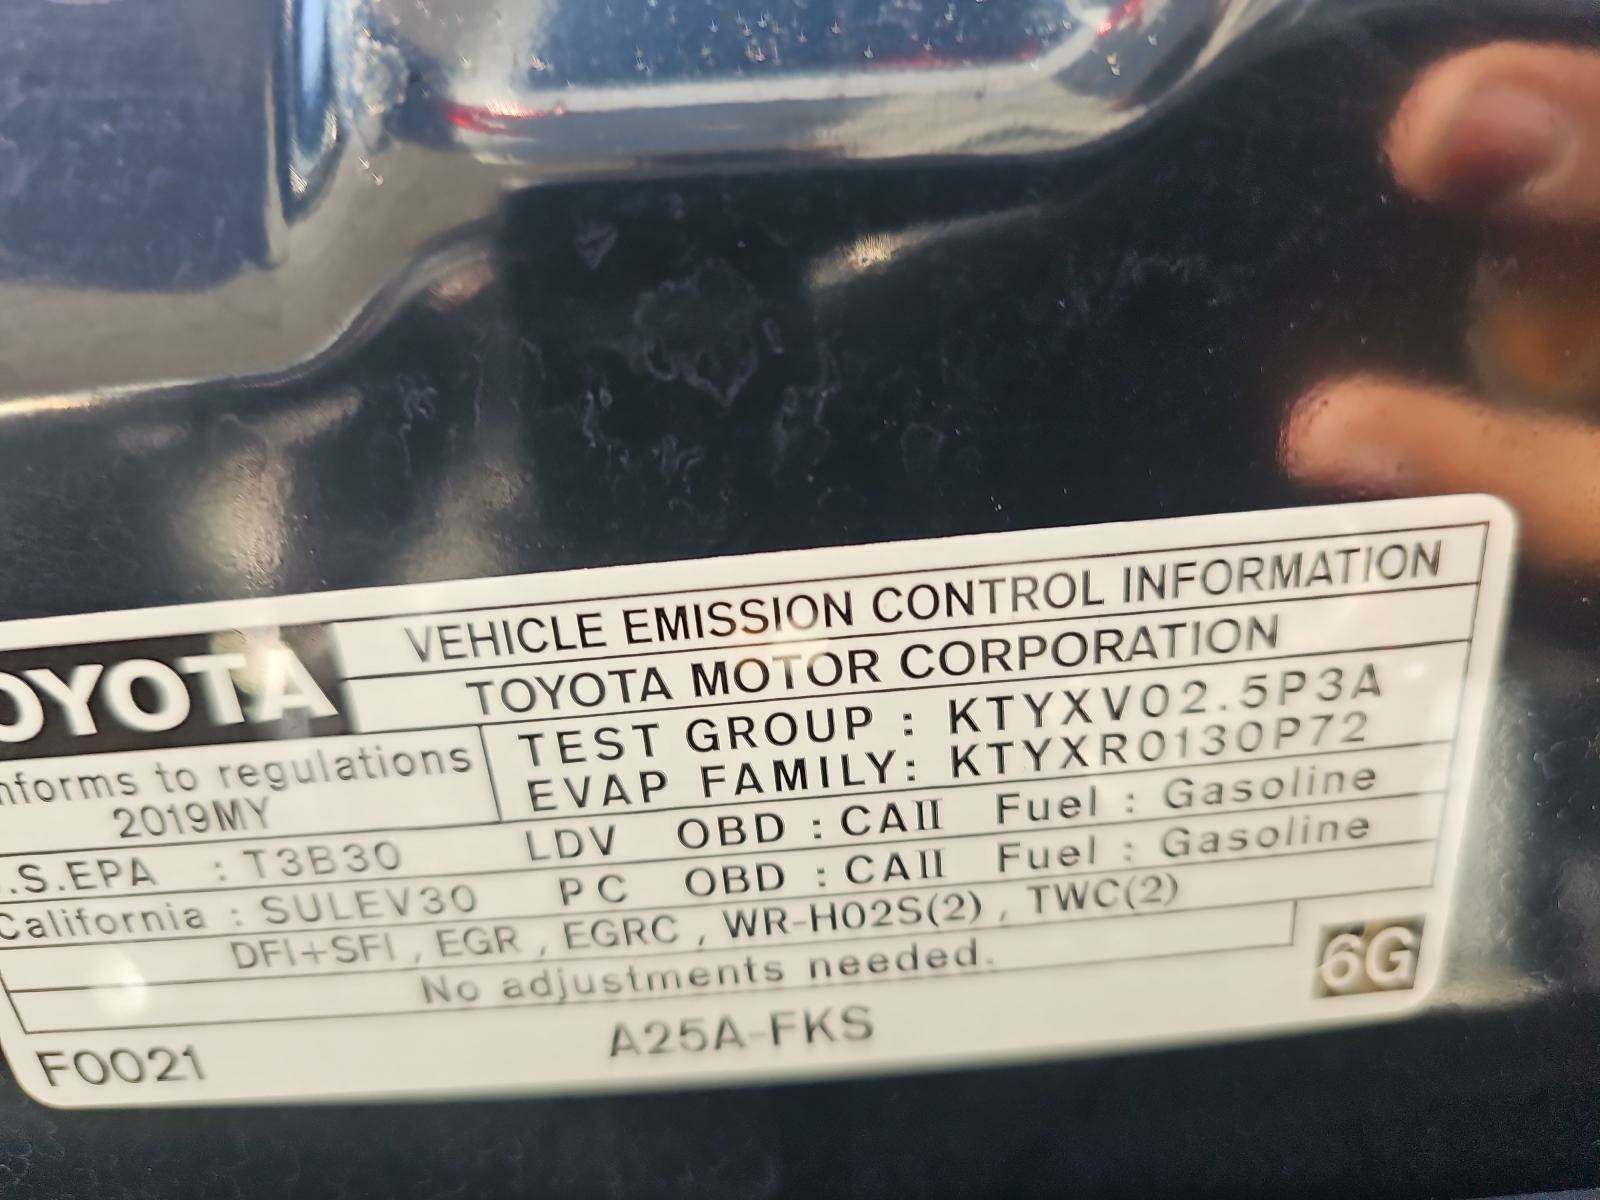 VEHICLE EMISSION CONTROL INFORMATION
OYOTA
TOYOTA MOTOR CORPORATION
nforms to regulations
2019MY
TEST GROUP : KTYXV02.5P3A
EVAP FAMILY: KTYXR0130P72
.S.EPA : T3B30 LDV OBD : CAII Fuel : Gasoline
California : SULEV30 PC OBD : CAII Fuel : Gasoline
DFI+SFI , EGR , EGRC , WR-HO2S(2) , TWC(2)
No adjustments needed.
6G
F0021 A25A-FKS